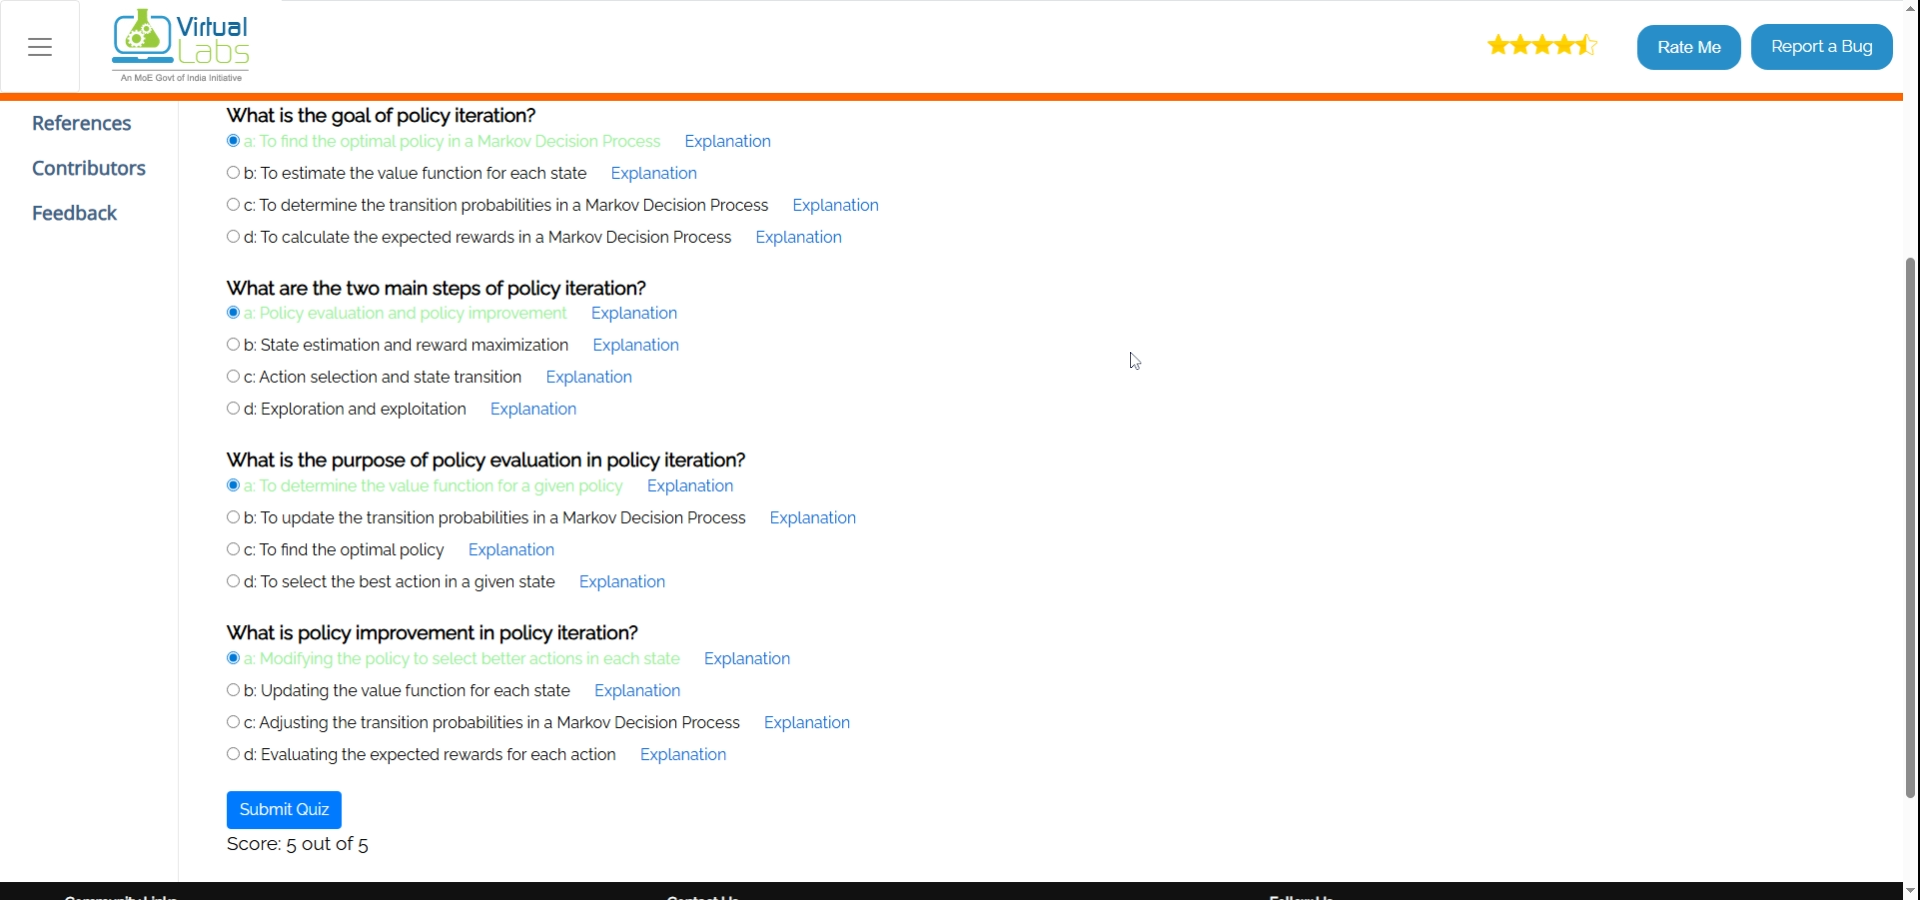 Virtual
Labs
An MoE Govt of India Initiative
Rate Me
Report a Bug
References
Contributors
Feedback
What is the goal of policy iteration?
a: To find the optimal policy in a Markov Decision Process Explanation
b: To estimate the value function for each state Explanation
c: To determine the transition probabilities in a Markov Decision Process Explanation
d: To calculate the expected rewards in a Markov Decision Process Explanation
What are the two main steps of policy iteration?
a: Policy evaluation and policy improvement Explanation
b: State estimation and reward maximization Explanation
c: Action selection and state transition Explanation
d: Exploration and exploitation Explanation
What is the purpose of policy evaluation in policy iteration?
a: To determine the value function for a given policy Explanation
b: To update the transition probabilities in a Markov Decision Process Explanation
c: To find the optimal policy Explanation
d: To select the best action in a given state Explanation
What is policy improvement in policy iteration?
a: Modifying the policy to select better actions in each state Explanation
b: Updating the value function for each state Explanation
c: Adjusting the transition probabilities in a Markov Decision Process Explanation
d: Evaluating the expected rewards for each action Explanation
Submit Quiz
Score: 5 out of 5
Community Links
Contact Us
Follow Us